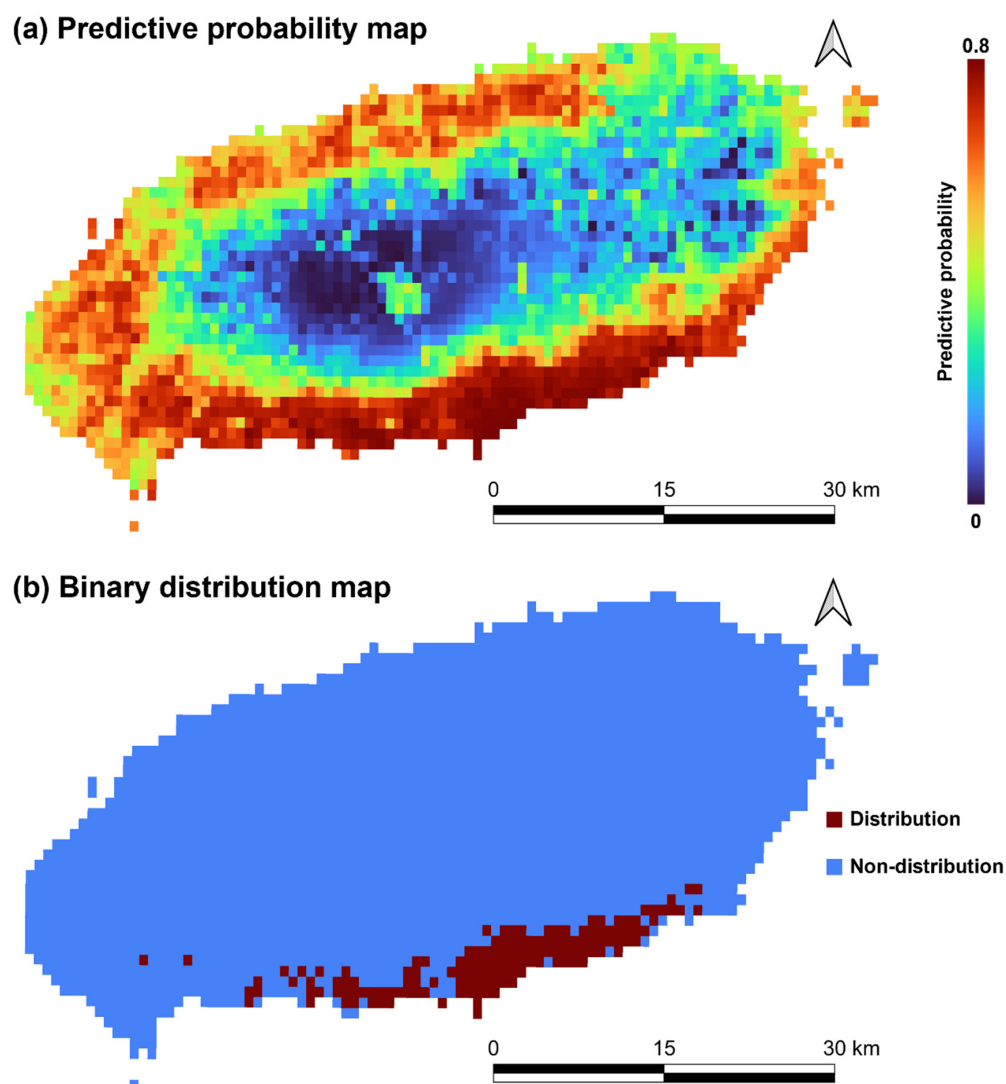 (a) Predictive probability map
0.8
Predictive probability
0
0 15 30 km
(b) Binary distribution map
Distribution
Non-distribution
0 15 30 km